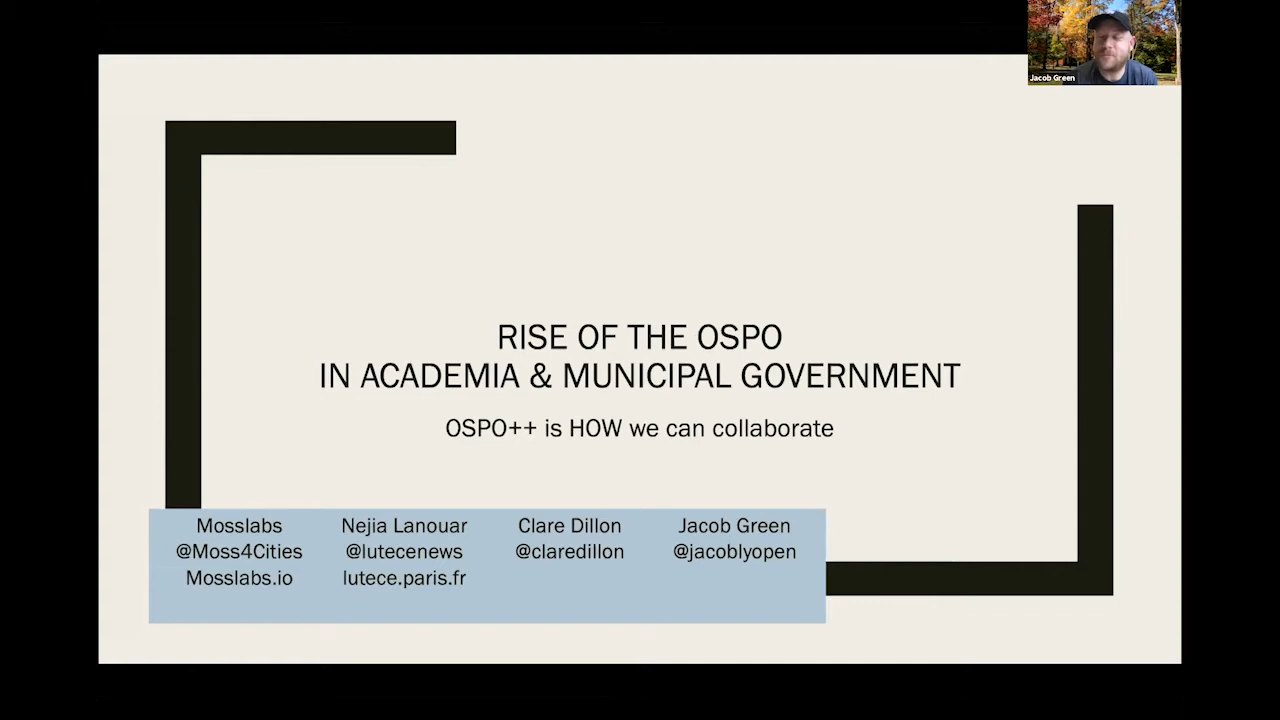 Jacob Green
RISE OF THE OSPO
IN ACADEMIA & MUNICIPAL GOVERNMENT
OSPO++ is HOW we can collaborate
Mosslabs
@Moss4Cities
Mosslabs.io
Nejia Lanouar
@lutecenews
lutece.paris.fr
Clare Dillon
@claredillon
Jacob Green
@jacoblyopen